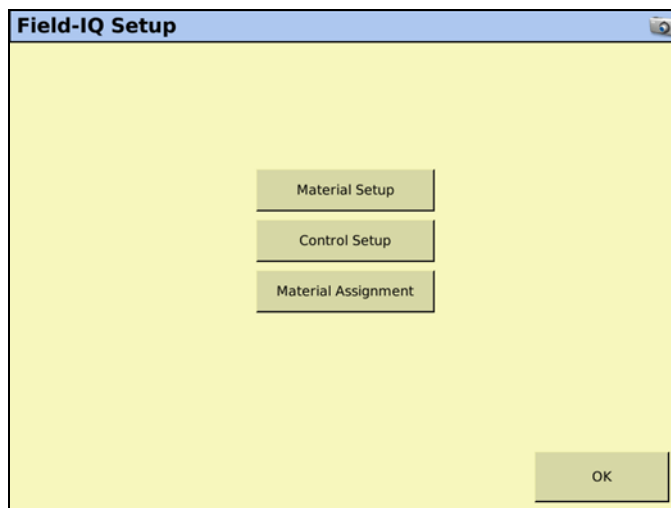 Field-IQ Setup
Material Setup
Control Setup
Material Assignment
OK